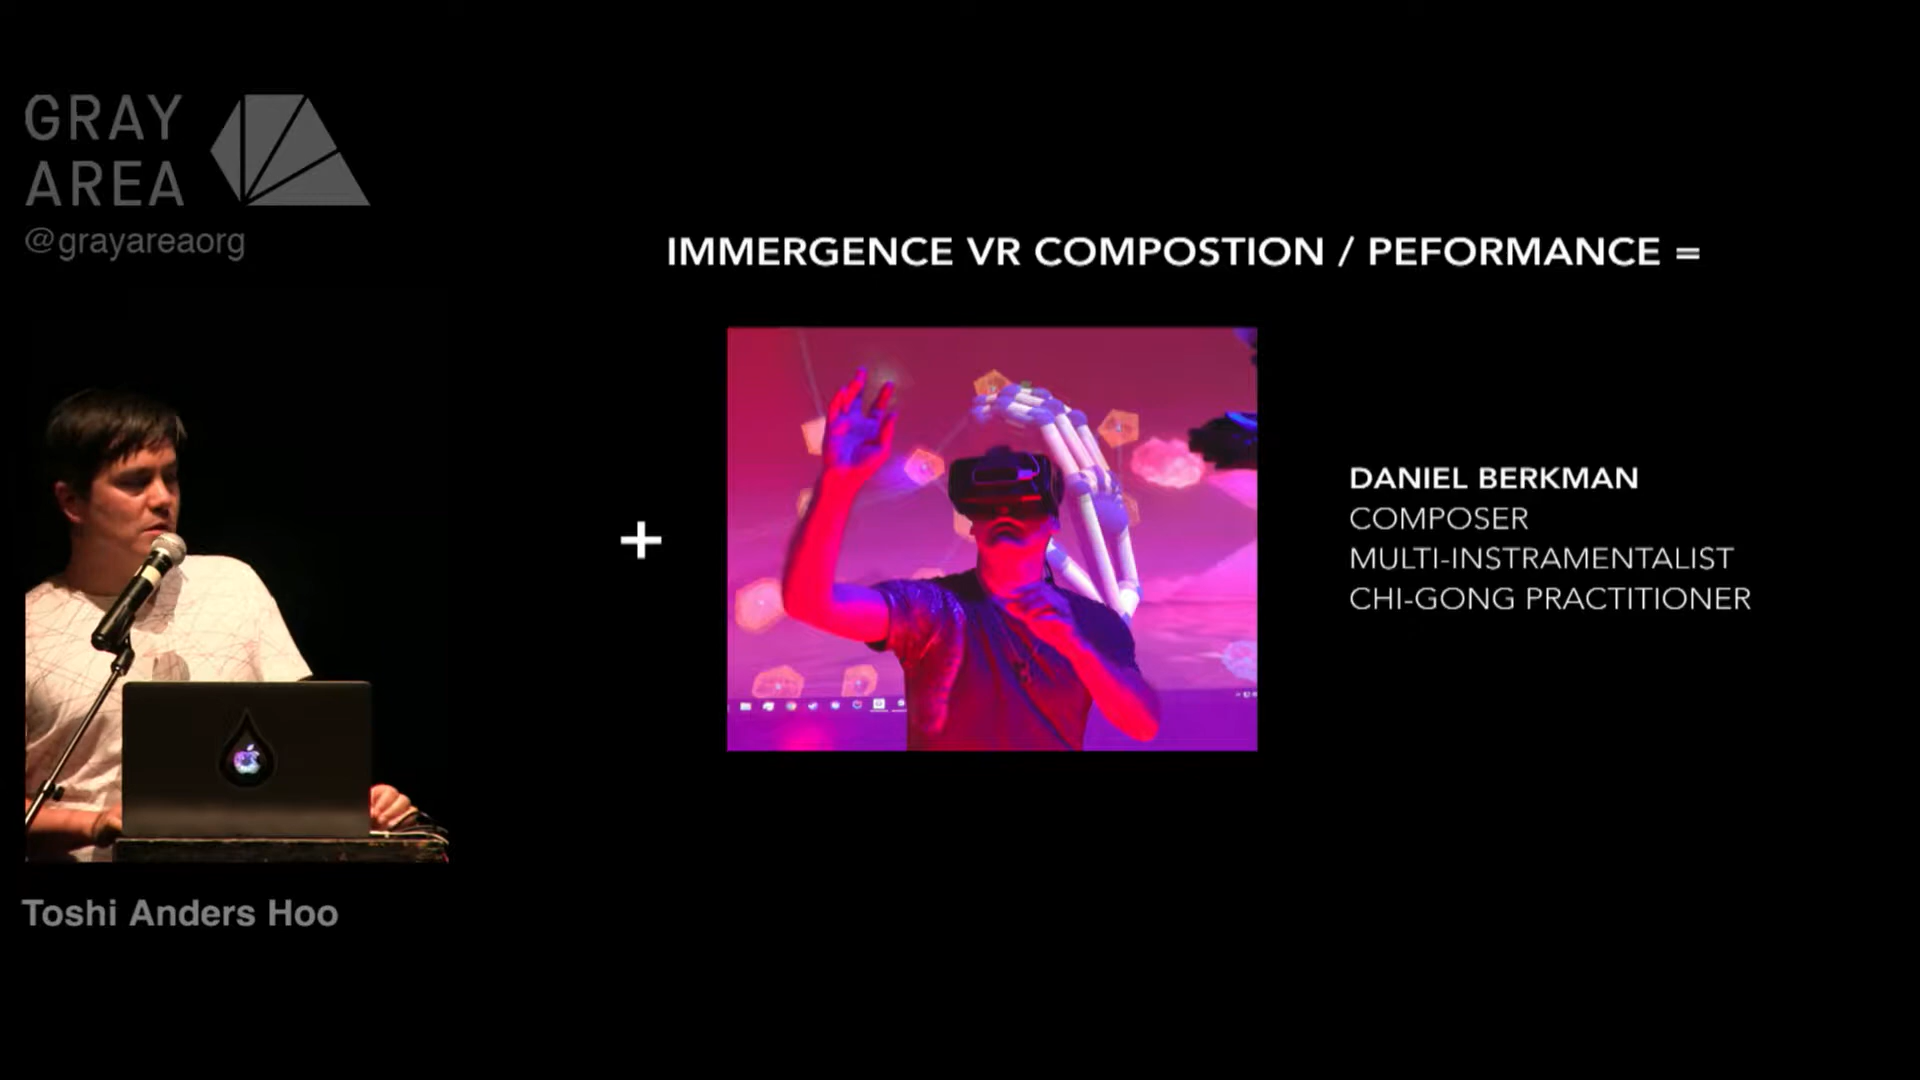 GRAY
AREA
@grayareaorg
IMMERGENCE VR COMPOSTION / PEFORMANCE =
+
DANIEL BERKMAN
COMPOSER
MULTI-INSTRAMENTALIST
CHI-GONG PRACTITIONER
Toshi Anders Hoo